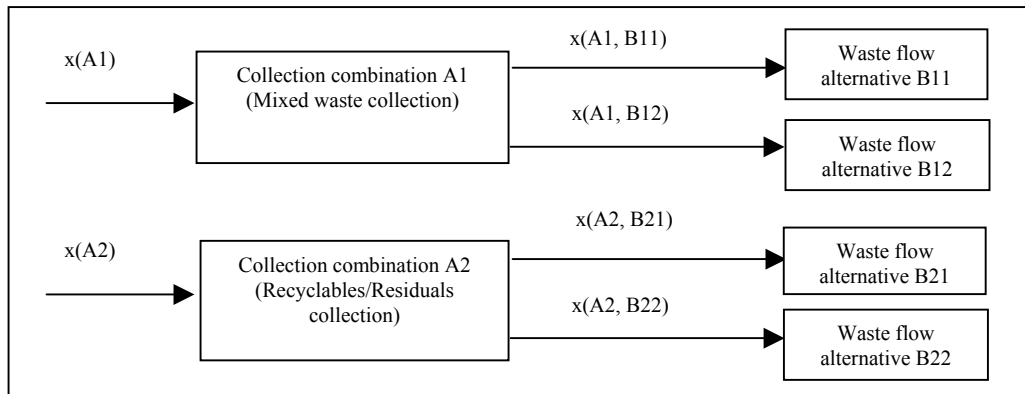 x(A1)
Collection combination A1
(Mixed waste collection)
x(A1, B11)
Waste flow
alternative B11
x(A1, B12)
Waste flow
alternative B12
x(A2)
Collection combination A2
(Recyclables/Residuals
collection)
x(A2, B21)
Waste flow
alternative B21
x(A2, B22)
Waste flow
alternative B22